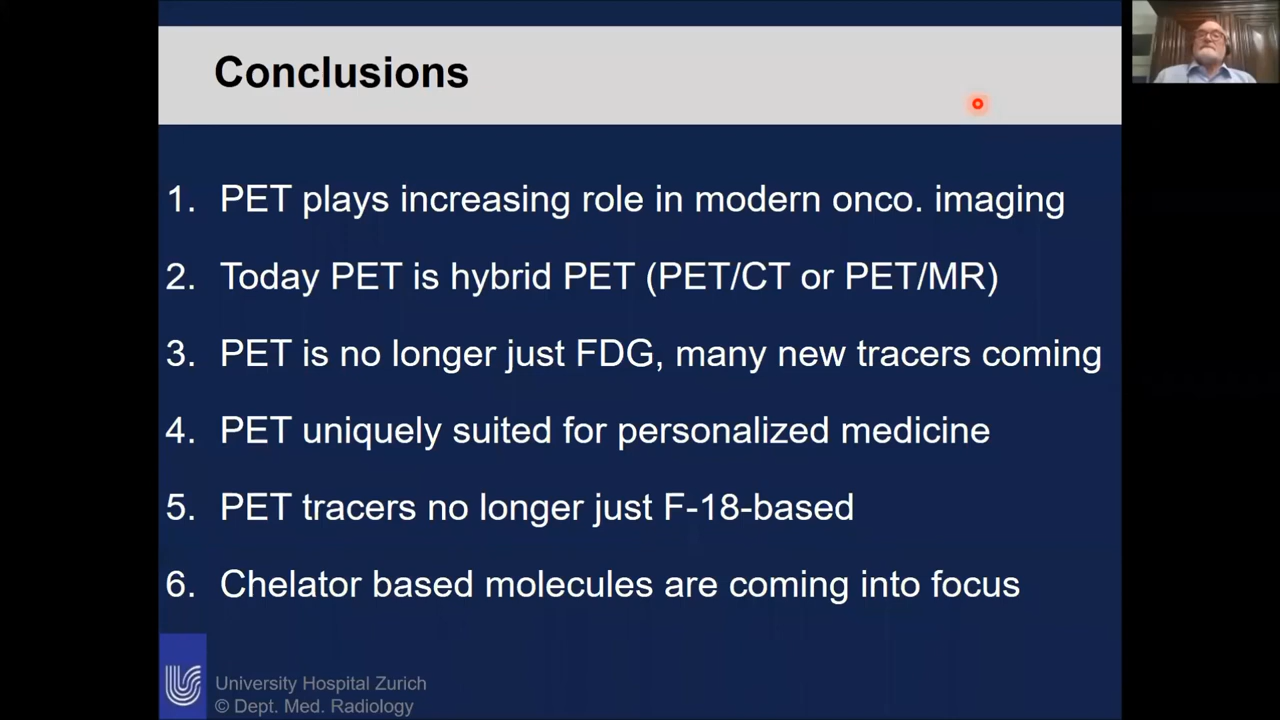 Conclusions
1. PET plays increasing role in modern onco. imaging
2. Today PET is hybrid PET (PET/CT or PET/MR)
3. PET is no longer just FDG, many new tracers coming
4. PET uniquely suited for personalized medicine
5. PET tracers no longer just F-18-based
6. Chelator based molecules are coming into focus
University Hospital Zurich
© Dept. Med. Radiology